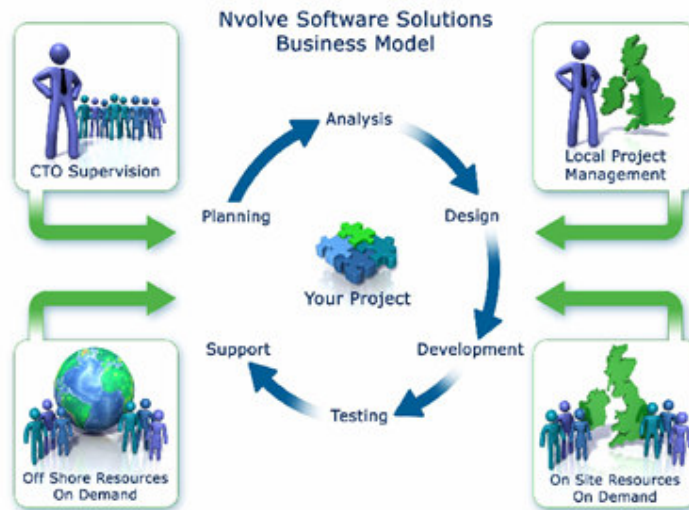 Nvolve Software Solutions
Business Model
CTO Supervision
Local Project
Management
Analysis
Planning
Design
Your Project
Support
Development
Testing
Off Shore Resources
On Demand
On Site Resources
On Demand